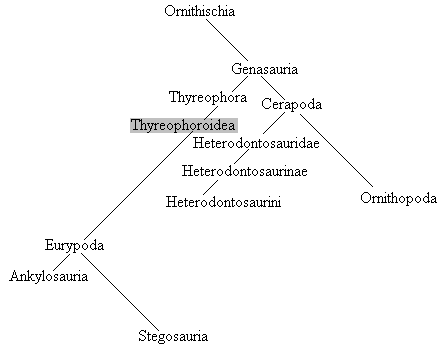 Ornithischia
Genasauria
Thyreophora
Cerapoda
Thyreophoroidea
Heterodontosauridae
Heterodontosaurinae
Heterodontosaurini
Ornithopoda
Eurypoda
Ankylosauria
Stegosauria